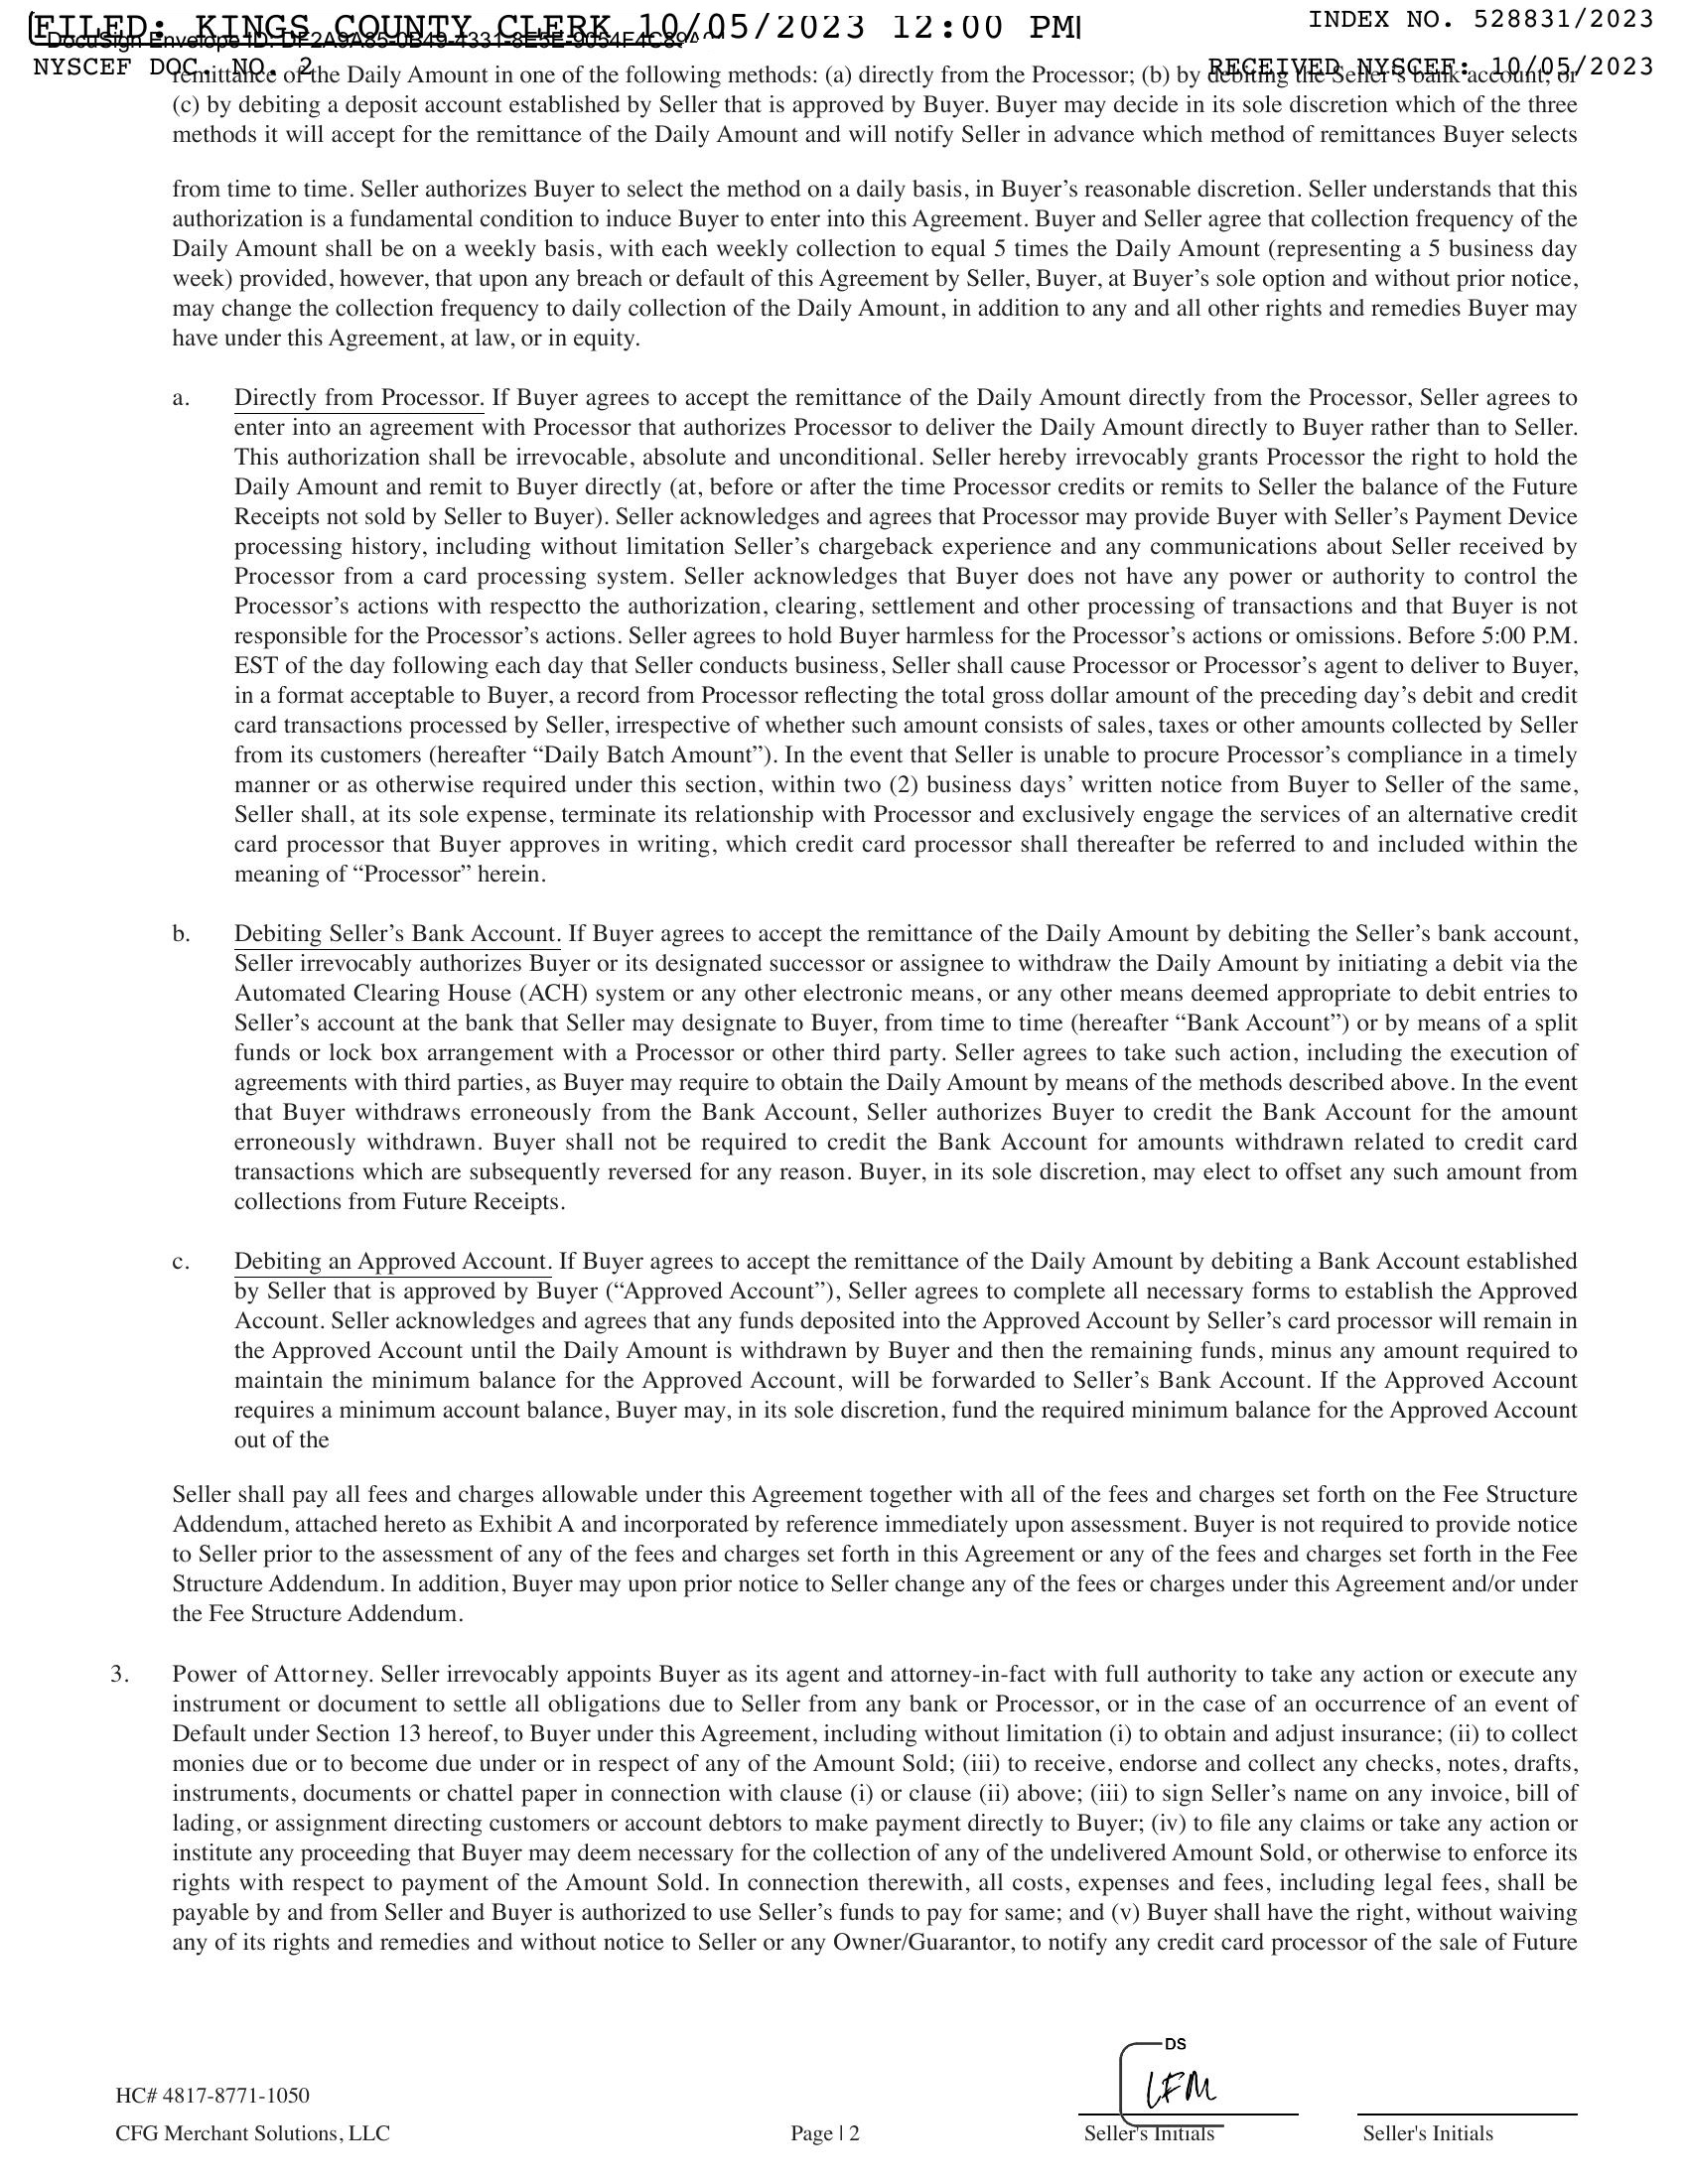 FILED: KINGS COUNTY CLERK 10/05/2023 12:00 PM
INDEX NO. 528831/2023
DocuSign Envelope ID:
NYSCEF DOC. NO. 2
RECEIVED NYSCEF: 10/05/2023
remittance of the Daily Amount in one of the following methods: (a) directly from the Processor; (b) by debiting the Seller's bank account; or
(c) by debiting a deposit account established by Seller that is approved by Buyer. Buyer may decide in its sole discretion which of the three
methods it will accept for the remittance of the Daily Amount and will notify Seller in advance which method of remittances Buyer selects
from time to time. Seller authorizes Buyer to select the method on a daily basis, in Buyer’s reasonable discretion. Seller understands that this
authorization is a fundamental condition to induce Buyer to enter into this Agreement. Buyer and Seller agree that collection frequency of the
Daily Amount shall be on a weekly basis, with each weekly collection to equal 5 times the Daily Amount (representing a 5 business day
week) provided, however, that upon any breach or default of this Agreement by Seller, Buyer, at Buyer’s sole option and without prior notice,
may change the collection frequency to daily collection of the Daily Amount, in addition to any and all other rights and remedies Buyer may
have under this Agreement, at law, or in equity.
a. Directly from Processor. If Buyer agrees to accept the remittance of the Daily Amount directly from the Processor, Seller agrees to
enter into an agreement with Processor that authorizes Processor to deliver the Daily Amount directly to Buyer rather than to Seller.
This authorization shall be irrevocable, absolute and unconditional. Seller hereby irrevocably grants Processor the right to hold the
Daily Amount and remit to Buyer directly (at, before or after the time Processor credits or remits to Seller the balance of the Future
Receipts not sold by Seller to Buyer). Seller acknowledges and agrees that Processor may provide Buyer with Seller’s Payment Device
processing history, including without limitation Seller’s chargeback experience and any communications about Seller received by
Processor from a card processing system. Seller acknowledges that Buyer does not have any power or authority to control the
Processor’s actions with respectto the authorization, clearing, settlement and other processing of transactions and that Buyer is not
responsible for the Processor’s actions. Seller agrees to hold Buyer harmless for the Processor’s actions or omissions. Before 5:00 P.M.
EST of the day following each day that Seller conducts business, Seller shall cause Processor or Processor’s agent to deliver to Buyer,
in a format acceptable to Buyer, a record from Processor reflecting the total gross dollar amount of the preceding day’s debit and credit
card transactions processed by Seller, irrespective of whether such amount consists of sales, taxes or other amounts collected by Seller
from its customers (hereafter “Daily Batch Amount”). In the event that Seller is unable to procure Processor’s compliance in a timely
manner or as otherwise required under this section, within two (2) business days’ written notice from Buyer to Seller of the same,
Seller shall, at its sole expense, terminate its relationship with Processor and exclusively engage the services of an alternative credit
card processor that Buyer approves in writing, which credit card processor shall thereafter be referred to and included within the
meaning of “Processor” herein.
b. Debiting Seller’s Bank Account. If Buyer agrees to accept the remittance of the Daily Amount by debiting the Seller’s bank account,
Seller irrevocably authorizes Buyer or its designated successor or assignee to withdraw the Daily Amount by initiating a debit via the
Automated Clearing House (ACH) system or any other electronic means, or any other means deemed appropriate to debit entries to
Seller’s account at the bank that Seller may designate to Buyer, from time to time (hereafter “Bank Account”) or by means of a split
funds or lock box arrangement with a Processor or other third party. Seller agrees to take such action, including the execution of
agreements with third parties, as Buyer may require to obtain the Daily Amount by means of the methods described above. In the event
that Buyer withdraws erroneously from the Bank Account, Seller authorizes Buyer to credit the Bank Account for the amount
erroneously withdrawn. Buyer shall not be required to credit the Bank Account for amounts withdrawn related to credit card
transactions which are subsequently reversed for any reason. Buyer, in its sole discretion, may elect to offset any such amount from
collections from Future Receipts.
c. Debiting an Approved Account. If Buyer agrees to accept the remittance of the Daily Amount by debiting a Bank Account established
by Seller that is approved by Buyer (“Approved Account”), Seller agrees to complete all necessary forms to establish the Approved
Account. Seller acknowledges and agrees that any funds deposited into the Approved Account by Seller’s card processor will remain in
the Approved Account until the Daily Amount is withdrawn by Buyer and then the remaining funds, minus any amount required to
maintain the minimum balance for the Approved Account, will be forwarded to Seller’s Bank Account. If the Approved Account
requires a minimum account balance, Buyer may, in its sole discretion, fund the required minimum balance for the Approved Account
out of the
Seller shall pay all fees and charges allowable under this Agreement together with all of the fees and charges set forth on the Fee Structure
Addendum, attached hereto as Exhibit A and incorporated by reference immediately upon assessment. Buyer is not required to provide notice
to Seller prior to the assessment of any of the fees and charges set forth in this Agreement or any of the fees and charges set forth in the Fee
Structure Addendum. In addition, Buyer may upon prior notice to Seller change any of the fees or charges under this Agreement and/or under
the Fee Structure Addendum.
3. Power of Attorney. Seller irrevocably appoints Buyer as its agent and attorney-in-fact with full authority to take any action or execute any
instrument or document to settle all obligations due to Seller from any bank or Processor, or in the case of an occurrence of an event of
Default under Section 13 hereof, to Buyer under this Agreement, including without limitation (i) to obtain and adjust insurance; (ii) to collect
monies due or to become due under or in respect of any of the Amount Sold; (iii) to receive, endorse and collect any checks, notes, drafts,
instruments, documents or chattel paper in connection with clause (i) or clause (ii) above; (iii) to sign Seller’s name on any invoice, bill of
lading, or assignment directing customers or account debtors to make payment directly to Buyer; (iv) to file any claims or take any action or
institute any proceeding that Buyer may deem necessary for the collection of any of the undelivered Amount Sold, or otherwise to enforce its
rights with respect to payment of the Amount Sold. In connection therewith, all costs, expenses and fees, including legal fees, shall be
payable by and from Seller and Buyer is authorized to use Seller’s funds to pay for same; and (v) Buyer shall have the right, without waiving
any of its rights and remedies and without notice to Seller or any Owner/Guarantor, to notify any credit card processor of the sale of Future
DS
LFM
HC# 4817-8771-1050
CFG Merchant Solutions, LLC
Page | 2
Seller's Initials
Seller's Initials